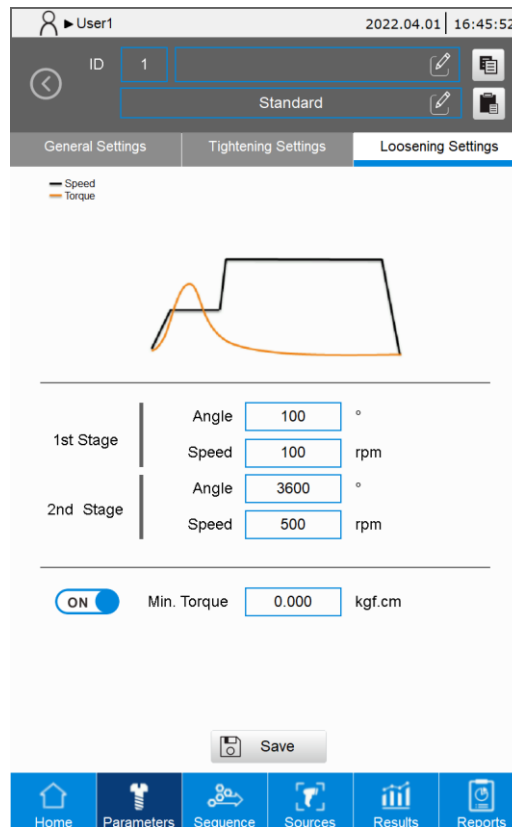 User1 2022.04.01 16:45:52
ID 1
Standard
General Settings Tightening Settings Loosening Settings
Speed
Torque
1st Stage
Angle 100 °
Speed 100 rpm
2nd Stage
Angle 3600 °
Speed 500 rpm
ON Min. Torque 0.000 kgf.cm
Save
Home Parameters Sequence Sources Results Reports